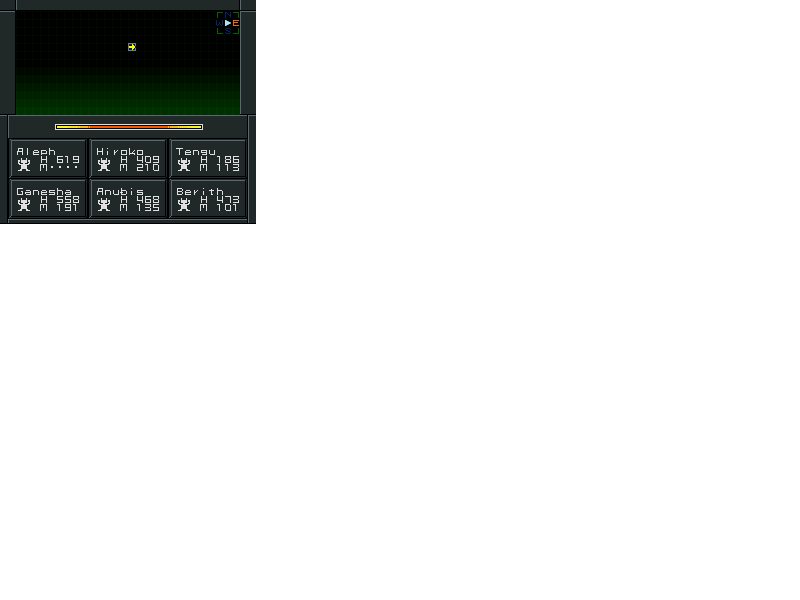 N
W E
S
Aleph Hiroko Tengu
H 619 H 409 H 186
M.... M 210 M 113
Ganesha Anubis Berith
H 558 H 468 H 473
M 191 M 135 M 101